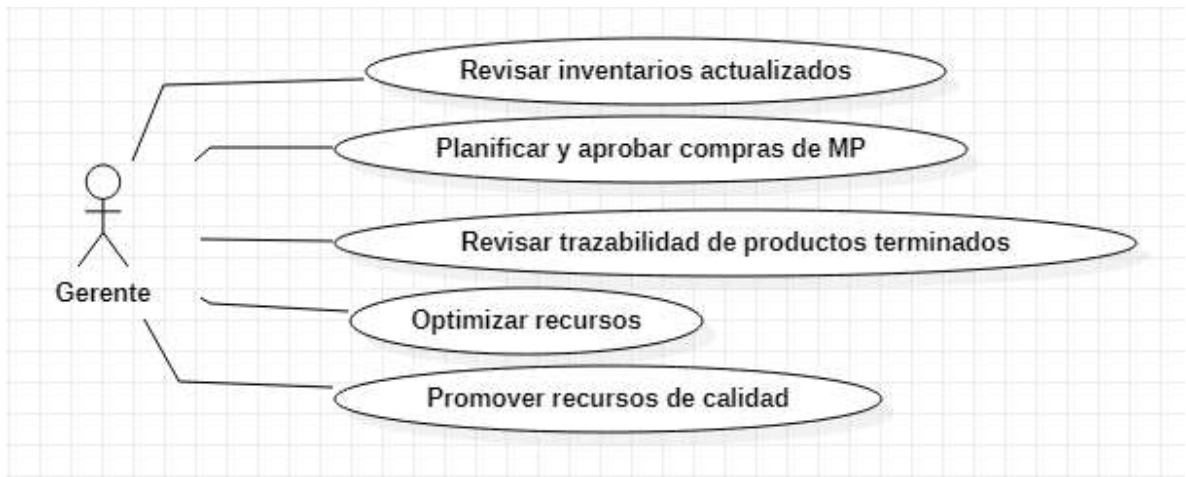 Revisar inventarios actualizados
Planificar y aprobar compras de MP
Revisar trazabilidad de productos terminados
Gerente
Optimizar recursos
Promover recursos de calidad